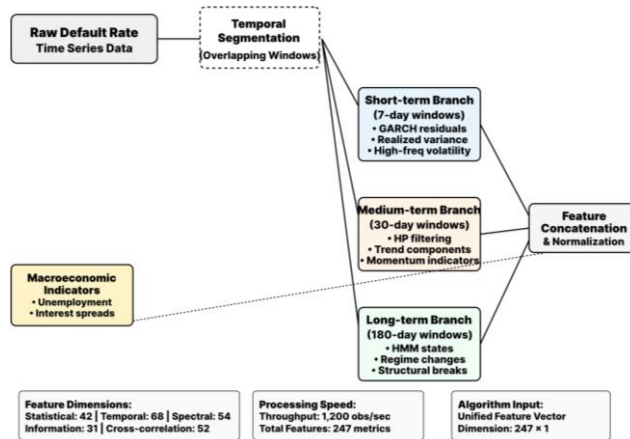 Raw Default Rate
Time Series Data
Temporal
Segmentation
(Overlapping Windows)
Short-term Branch
(7-day windows)
• GARCH residuals
• Realized variance
• High-freq volatility
Medium-term Branch
(30-day windows)
• HP filtering
• Trend components
• Momentum indicators
Feature
Concatenation
& Normalization
Macroeconomic
Indicators
• Unemployment
• Interest spreads
Long-term Branch
(180-day windows)
• HMM states
• Regime changes
• Structural breaks
Feature Dimensions:
Statistical: 42 | Temporal: 68 | Spectral: 54
Information: 31 | Cross-correlation: 52
Processing Speed:
Throughput: 1,200 obs/sec
Total Features: 247 metrics
Algorithm Input:
Unified Feature Vector
Dimension: 247 × 1